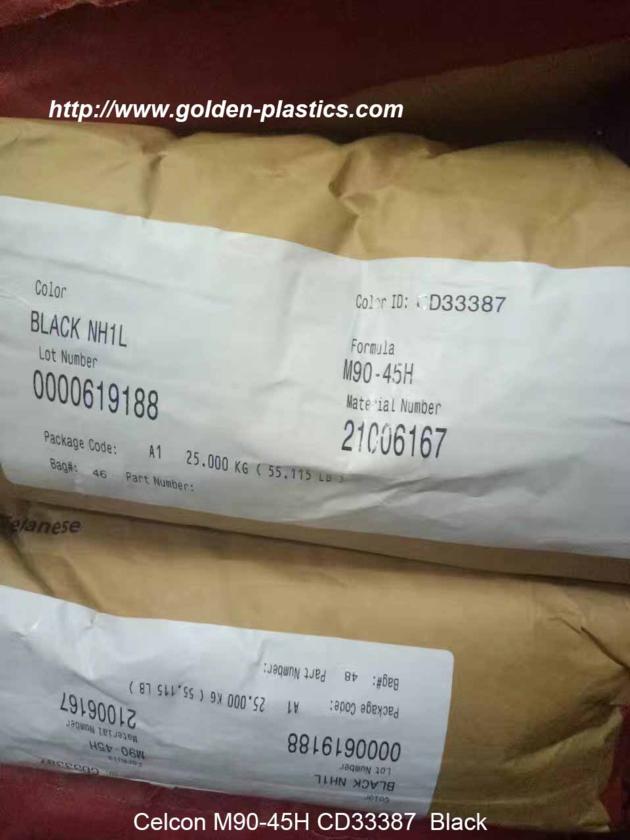 http://www.golden-plastics.com
Color
BLACK NH1L
Lot Number
0000619188
Package Code: A1 25.000 KG ( 55.115 LB )
Bag#: 46 Part Number:
Color ID: CD33387
Formula
M90-45H
Material Number
21006167
Celanese
Color
BLACK NH1L
Lot Number
0000619188
Package Code: A1 25.000 KG ( 55.115 LB )
Bag#: 48 Part Number:
CD33387
Formula
M90-45H
Material Number
21006167
Celcon M90-45H CD33387 Black